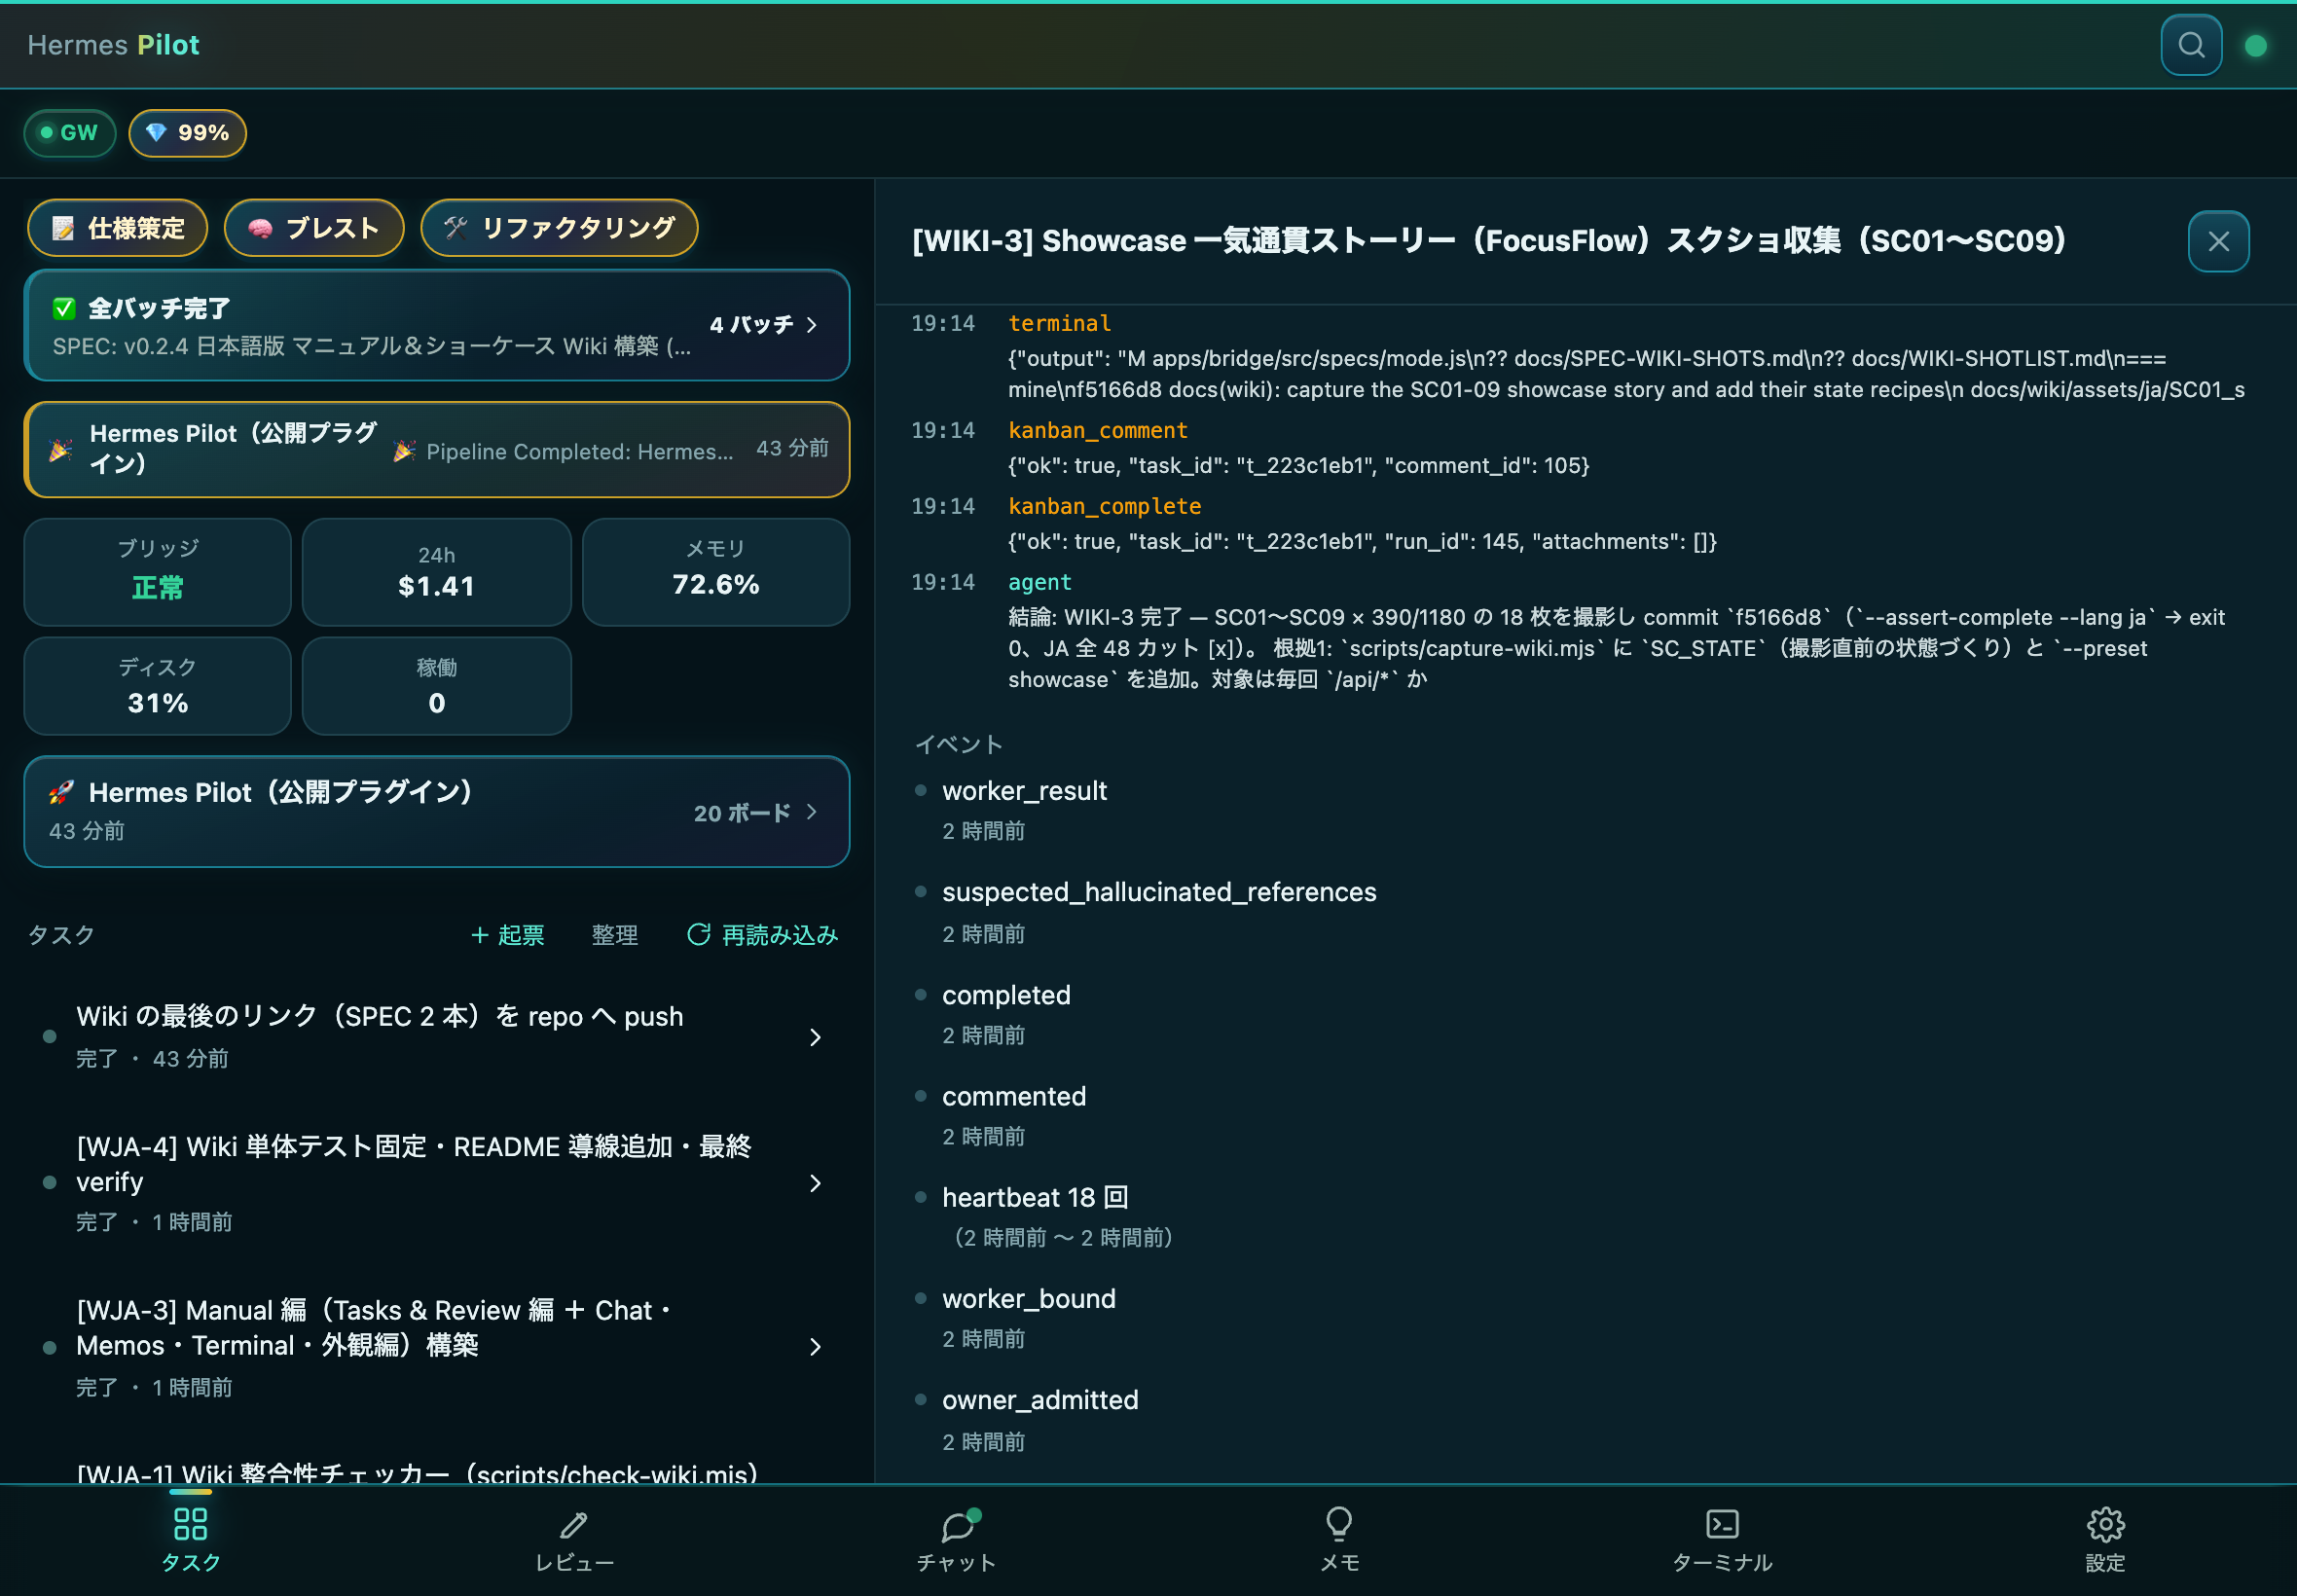 Hermes Pilot
GW
💎 99%
📝 仕様策定
🧠 ブレスト
🛠️ リファクタリング
✅ 全バッチ完了
SPEC: v0.2.4 日本語版 マニュアル＆ショーケース Wiki 構築 (...
4 バッチ
🎉 Hermes Pilot（公開プラグ
イン）
🎉 Pipeline Completed: Hermes...
43 分前
ブリッジ
正常
24h
$1.41
メモリ
72.6%
ディスク
31%
稼働
0
🚀 Hermes Pilot（公開プラグイン）
43 分前
20 ボード
タスク
+ 起票
整理
再読み込み
Wiki の最後のリンク（SPEC 2 本）を repo へ push
完了 ・ 43 分前
[WJA-4] Wiki 単体テスト固定・README 導線追加・最終
verify
完了 ・ 1 時間前
[WJA-3] Manual 編（Tasks & Review 編 ＋ Chat・
Memos・Terminal・外観編）構築
完了 ・ 1 時間前
[WJA-1] Wiki 整合性チェッカー（scripts/check-wiki.mjs）
[WIKI-3] Showcase 一気通貫ストーリー（FocusFlow）スクショ収集（SC01〜SC09）
19:14 terminal
{"output": "M apps/bridge/src/specs/mode.js\n?? docs/SPEC-WIKI-SHOTS.md\n?? docs/WIKI-SHOTLIST.md\n===
mine\nf5166d8 docs(wiki): capture the SC01-09 showcase story and add their state recipes\n docs/wiki/assets/ja/SC01_s
19:14 kanban_comment
{"ok": true, "task_id": "t_223c1eb1", "comment_id": 105}
19:14 kanban_complete
{"ok": true, "task_id": "t_223c1eb1", "run_id": 145, "attachments": []}
19:14 agent
結論: WIKI-3 完了 — SC01〜SC09 × 390/1180 の 18 枚を撮影し commit `f5166d8`（`--assert-complete --lang ja` → exit
0、JA 全 48 カット [x]）。 根拠1: `scripts/capture-wiki.mjs` に `SC_STATE`（撮影直前の状態づくり）と `--preset
showcase` を追加。対象は毎回 `/api/*` か
イベント
worker_result
2 時間前
suspected_hallucinated_references
2 時間前
completed
2 時間前
commented
2 時間前
heartbeat 18 回
（2 時間前 〜 2 時間前）
worker_bound
2 時間前
owner_admitted
2 時間前
タスク
レビュー
チャット
メモ
ターミナル
設定